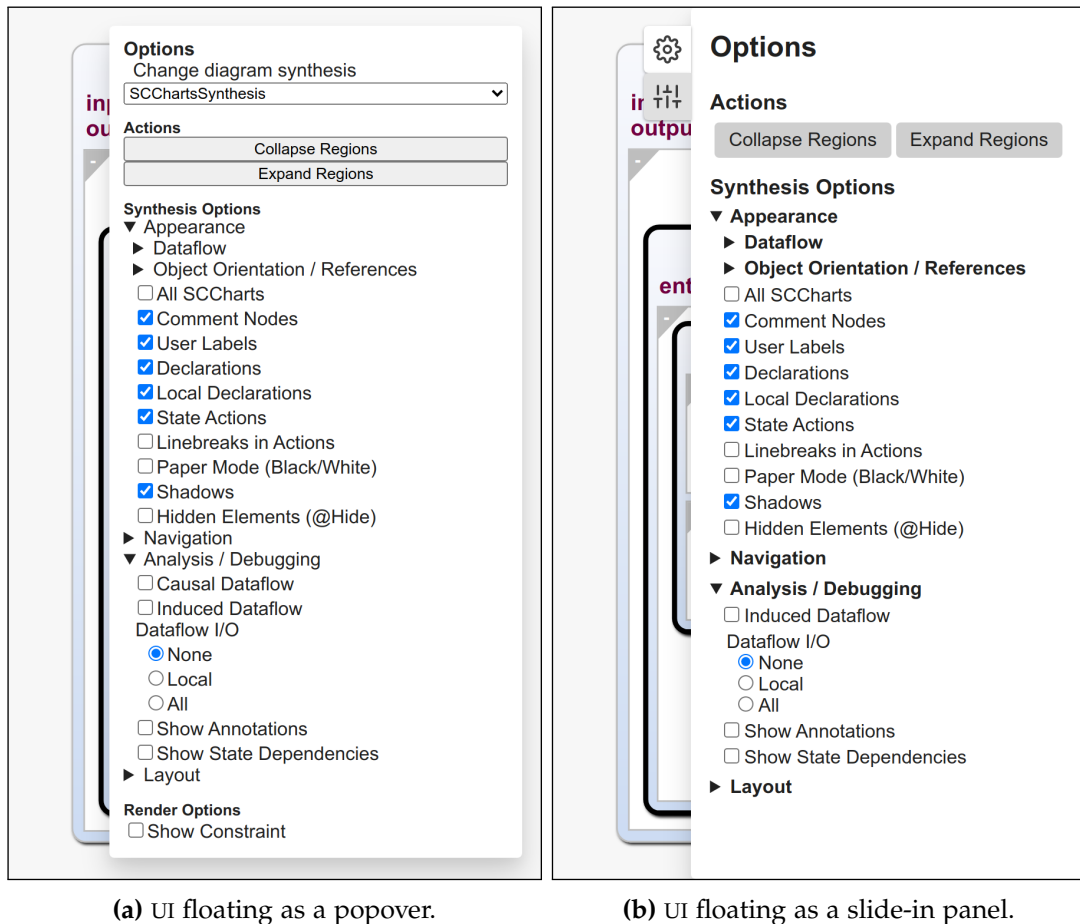 Options
Change diagram synthesis
SCChartsSynthesis
Actions
Collapse Regions
Expand Regions
Synthesis Options
Appearance
Dataflow
Object Orientation / References
All SCCharts
Comment Nodes
User Labels
Declarations
Local Declarations
State Actions
Linebreaks in Actions
Paper Mode (Black/White)
Shadows
Hidden Elements (@Hide)
Navigation
Analysis / Debugging
Causal Dataflow
Induced Dataflow
Dataflow I/O
None
Local
All
Show Annotations
Show State Dependencies
Layout
Render Options
Show Constraint
(a) UI floating as a popover.
Options
Actions
Collapse Regions Expand Regions
Synthesis Options
Appearance
Dataflow
Object Orientation / References
All SCCharts
Comment Nodes
User Labels
Declarations
Local Declarations
State Actions
Linebreaks in Actions
Paper Mode (Black/White)
Shadows
Hidden Elements (@Hide)
Navigation
Analysis / Debugging
Induced Dataflow
Dataflow I/O
None
Local
All
Show Annotations
Show State Dependencies
Layout
(b) UI floating as a slide-in panel.